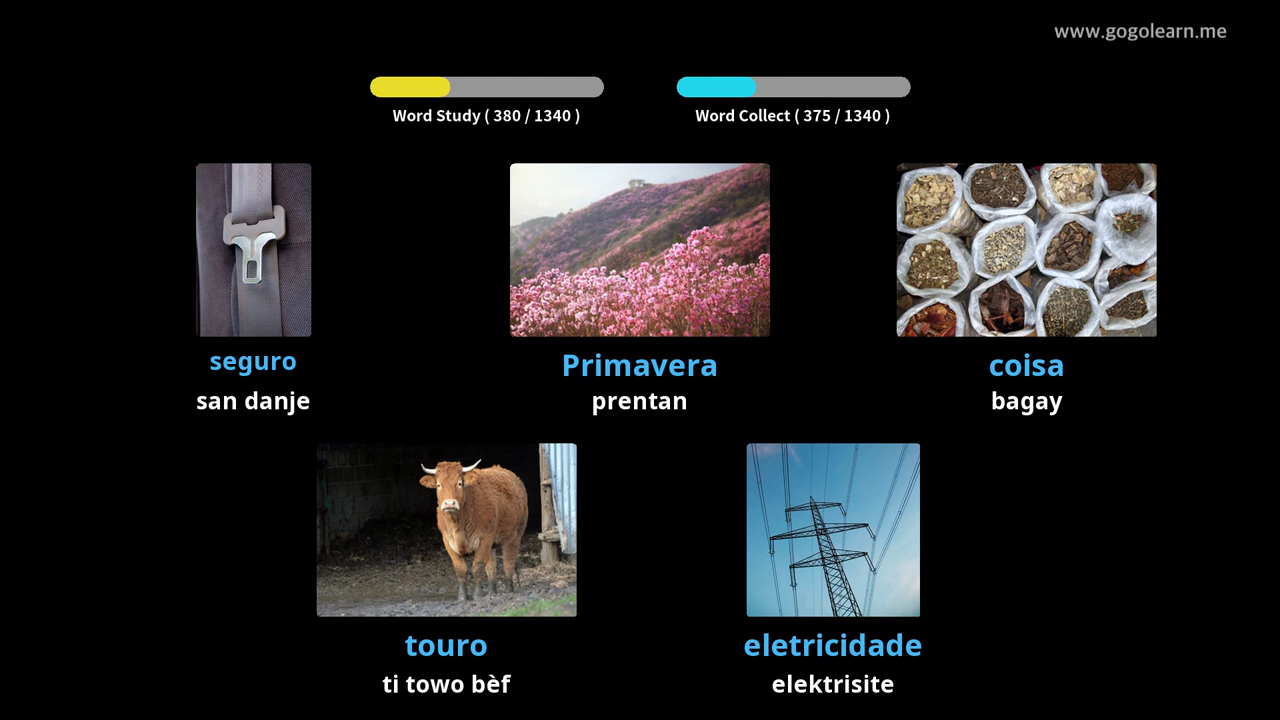 www.gogolearn.me
Word Study ( 380 / 1340 )
Word Collect ( 375 / 1340 )
seguro
san danje
Primavera
prentan
coisa
bagay
touro
ti towo bèf
eletricidade
elektrisite